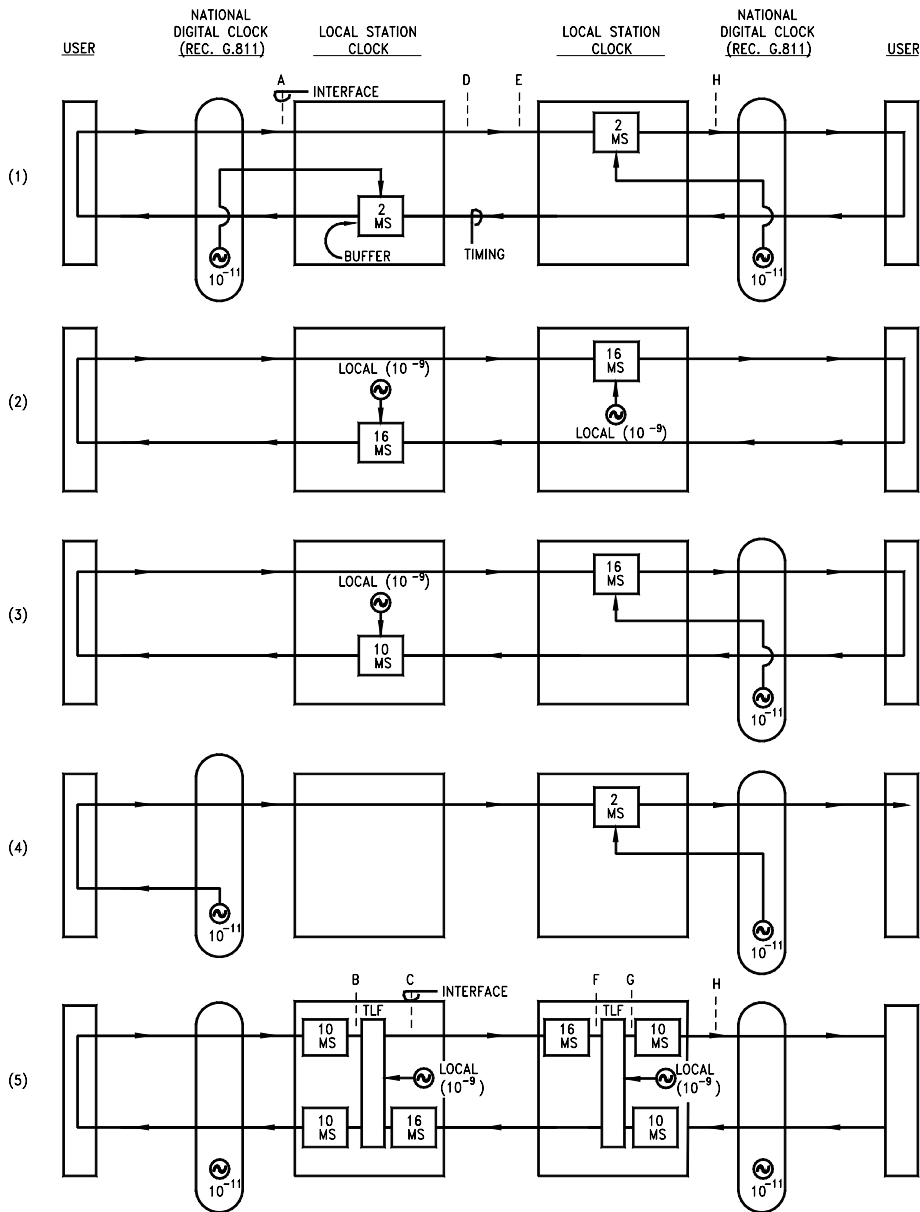 USER
NATIONAL
DIGITAL CLOCK
(REC. G.811)
LOCAL STATION
CLOCK
LOCAL STATION
CLOCK
NATIONAL
DIGITAL CLOCK
(REC. G.811)
USER
(1)
A
INTERFACE
D
E
H
2
MS
2
MS
BUFFER
TIMING
10⁻¹¹
10⁻¹¹
(2)
LOCAL (10⁻⁹)
16
MS
16
MS
LOCAL (10⁻⁹)
(3)
LOCAL (10⁻⁹)
10
MS
16
MS
10⁻¹¹
(4)
2
MS
10⁻¹¹
10⁻¹¹
(5)
B
C
INTERFACE
TLF
F
G
H
TLF
10
MS
16
MS
10
MS
LOCAL
(10⁻⁹)
LOCAL
(10⁻⁹)
10
MS
16
MS
10
MS
10⁻¹¹
10⁻¹¹